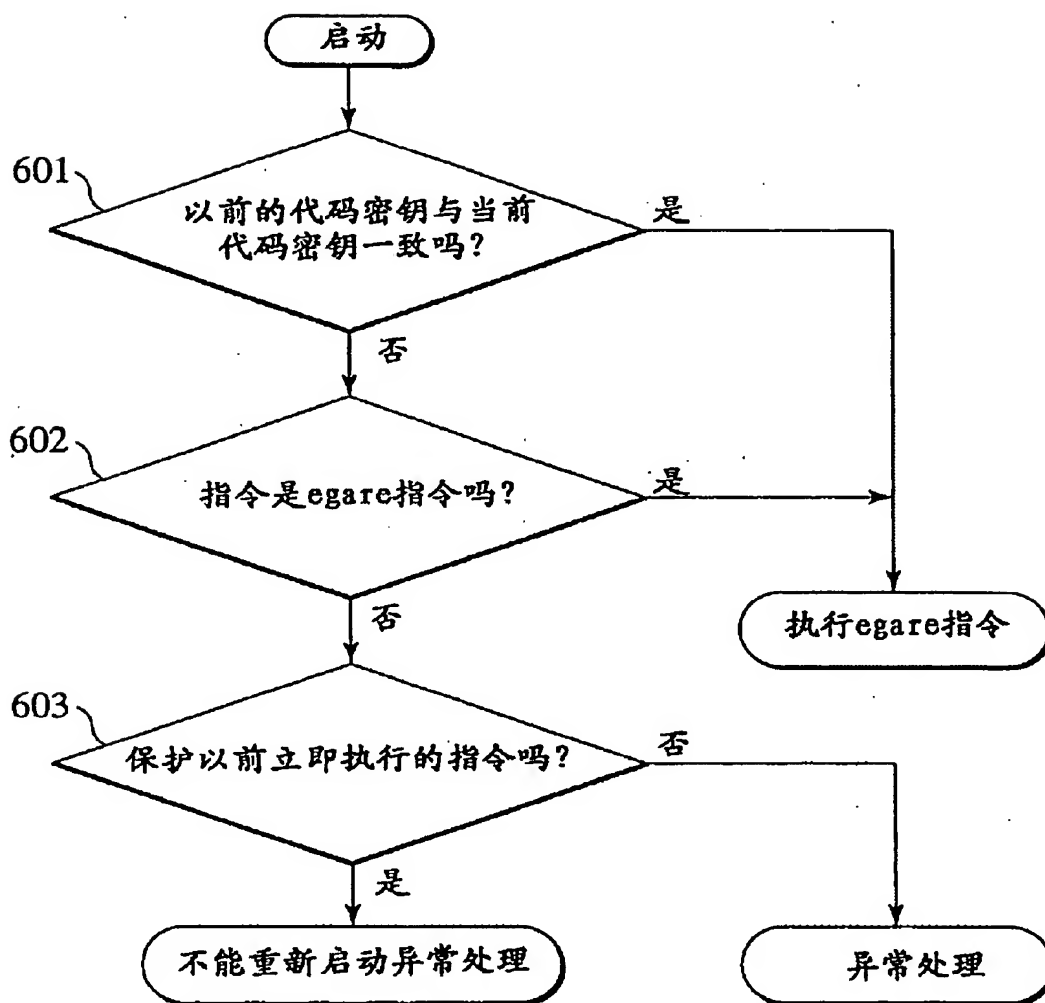 启动
601
以前的代码密钥与当前
代码密钥一致吗?
是
否
602
指令是egare指令吗?
是
否
执行egare指令
603
保护以前立即执行的指令吗?
否
是
不能重新启动异常处理
异常处理